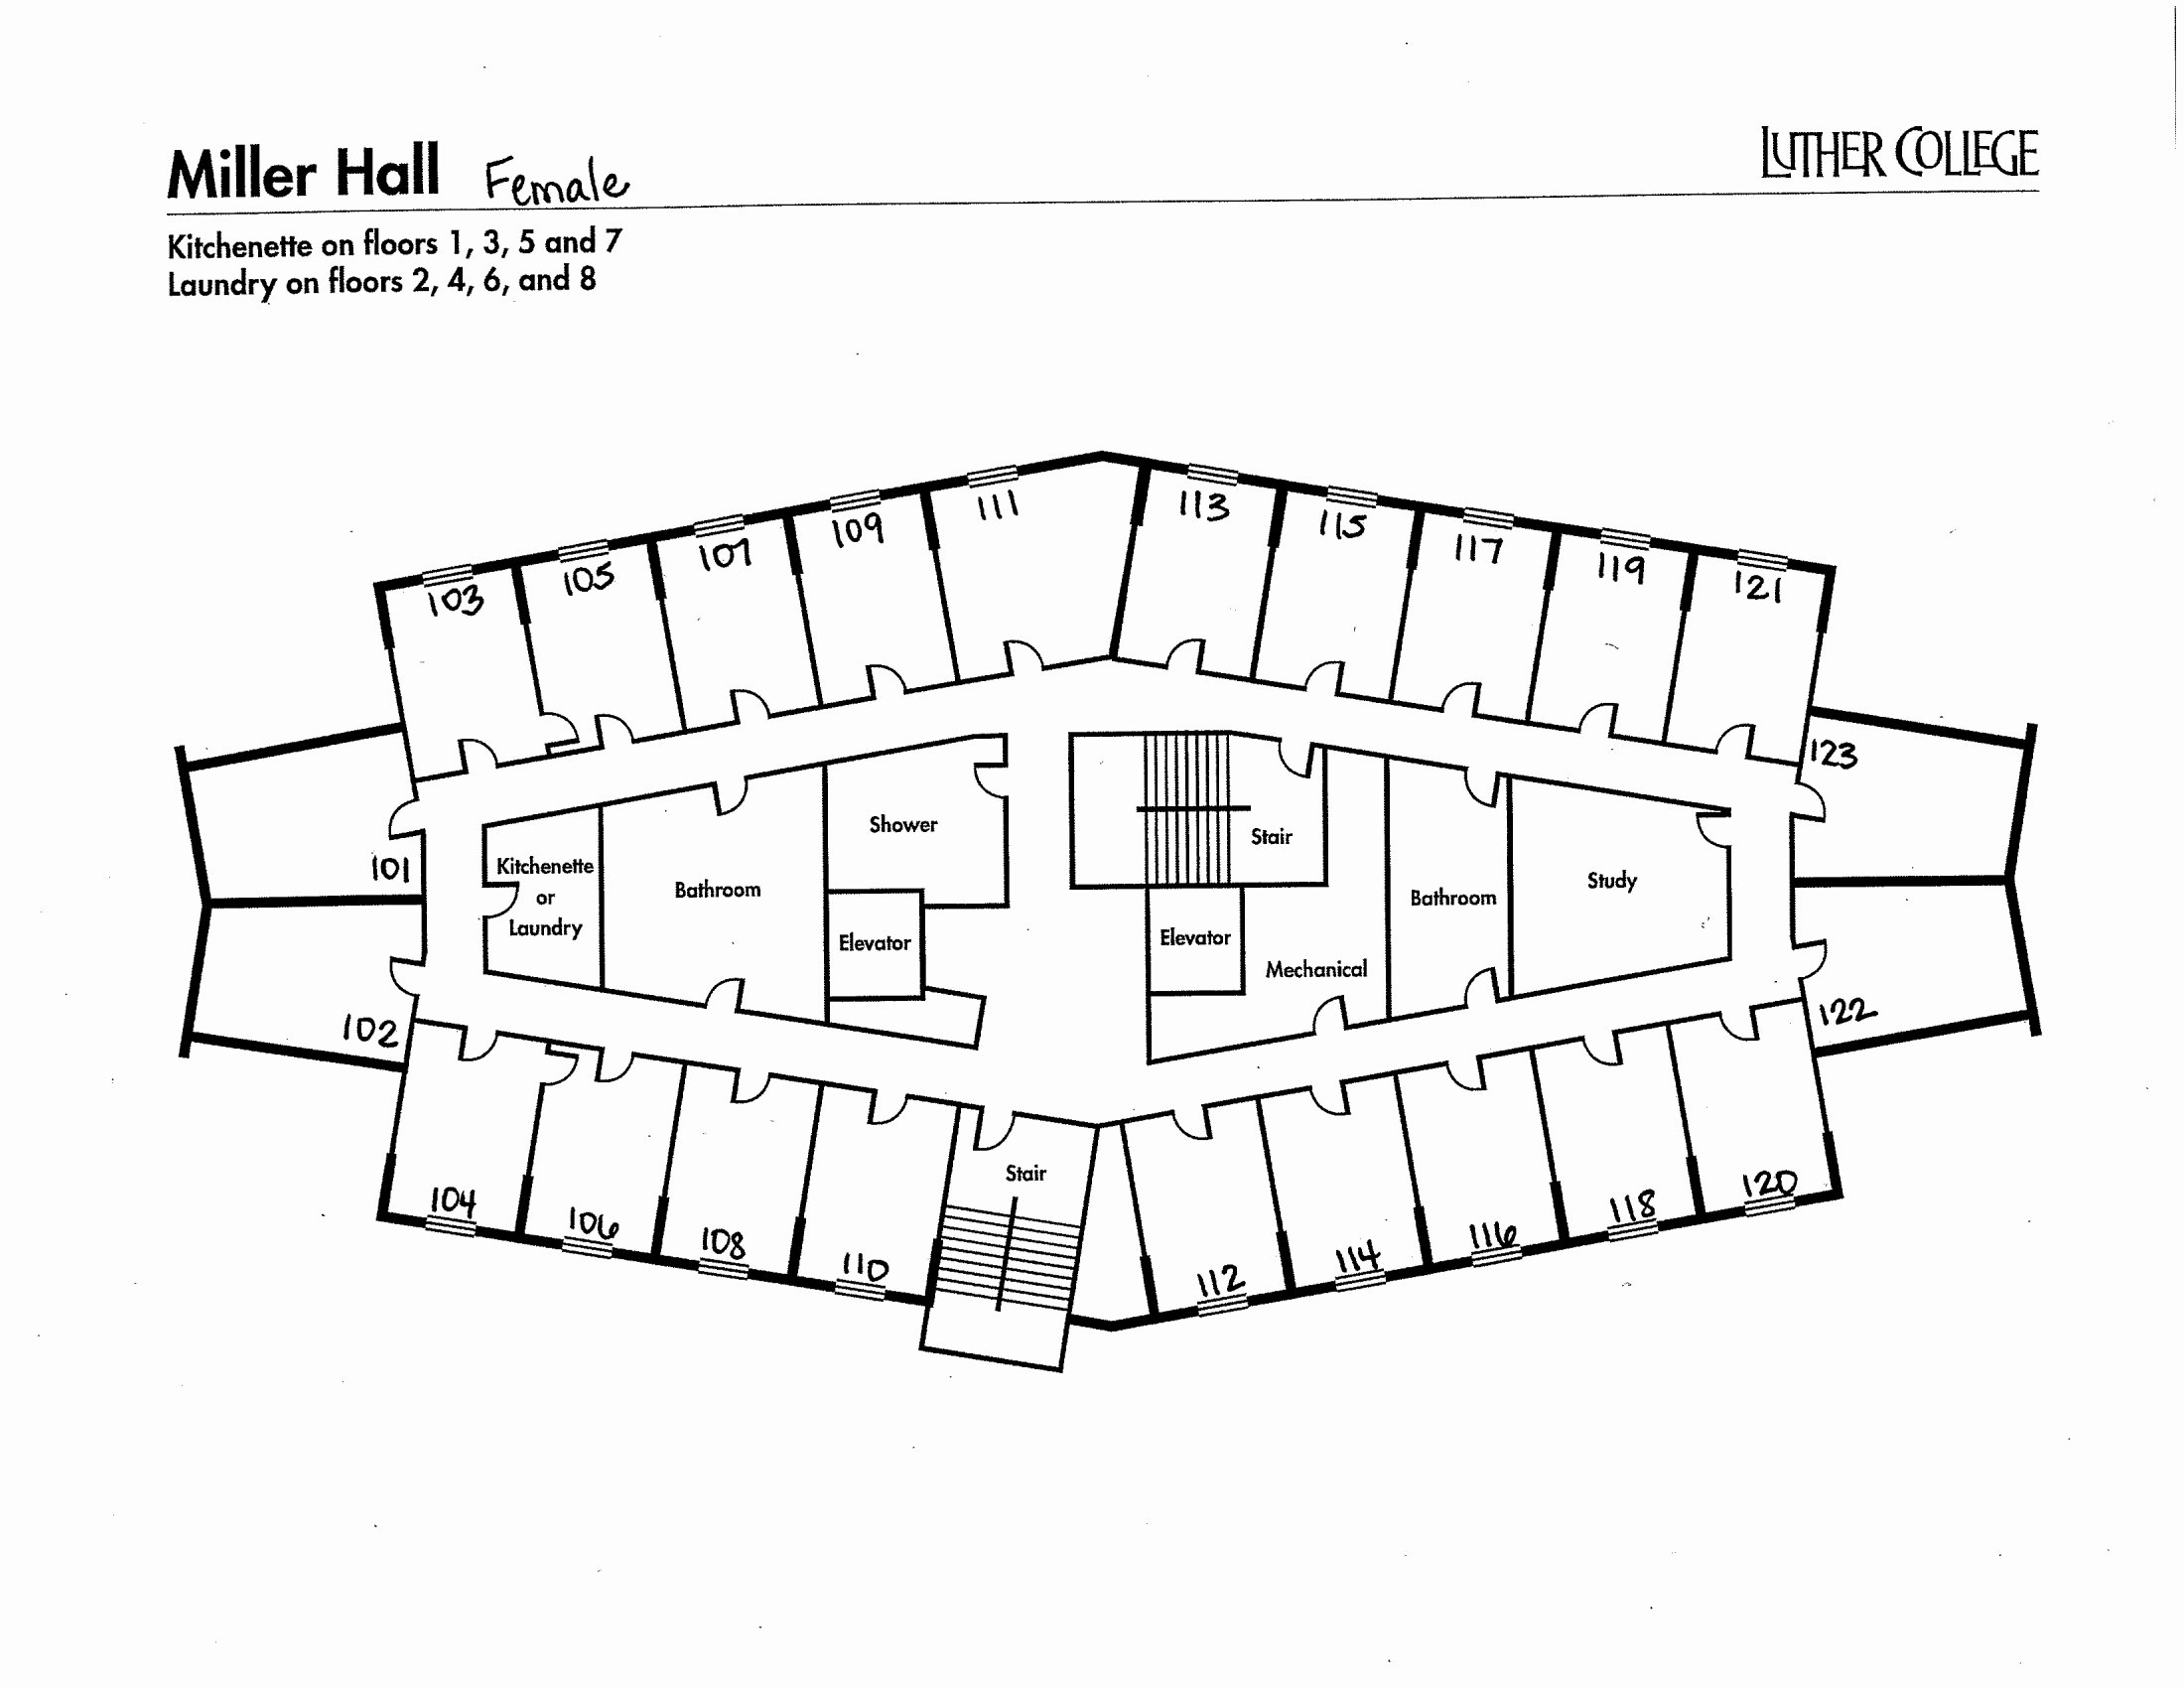 Miller Hall Female
LUTHER COLLEGE
Kitchenette on floors 1, 3, 5 and 7
Laundry on floors 2, 4, 6, and 8
111
113
109
115
107
117
105
119
103
121
123
Shower
Stair
101
Kitchenette
or
Laundry
Bathroom
Study
Bathroom
Elevator
Elevator
Mechanical
102
122
Stair
104
120
106
118
108
116
110
114
112